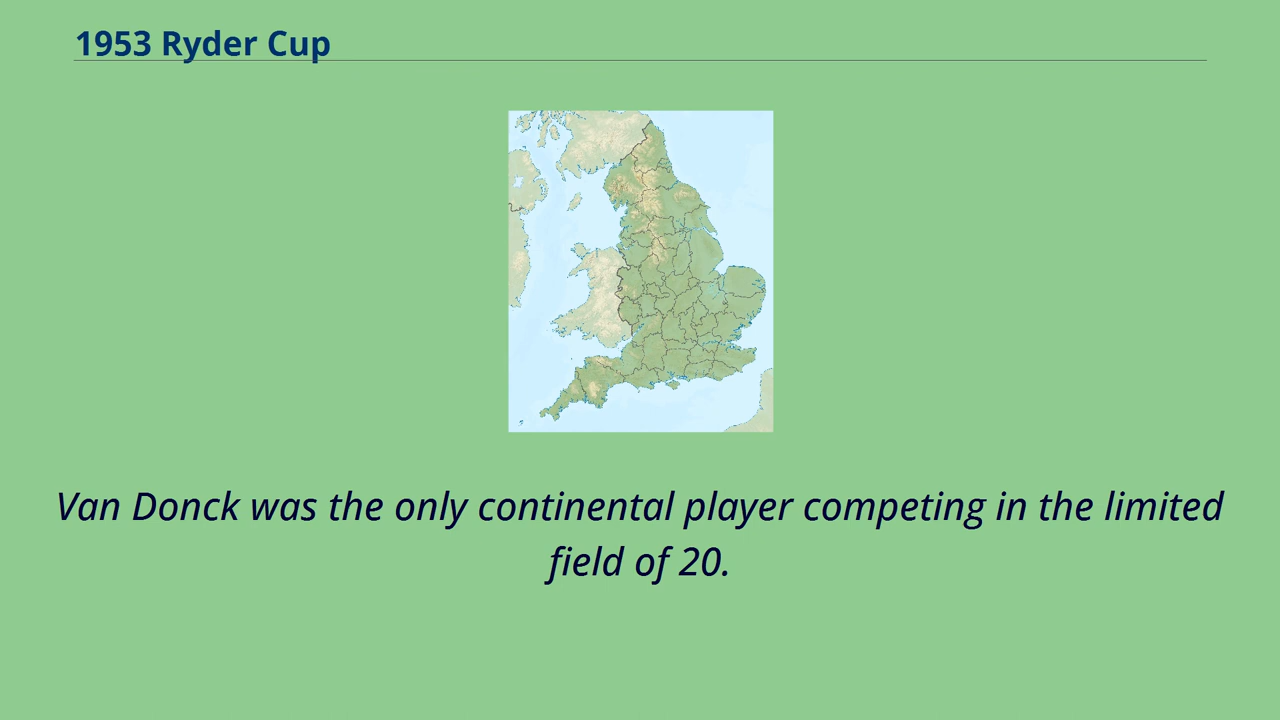 1953 Ryder Cup
Van Donck was the only continental player competing in the limited
field of 20.